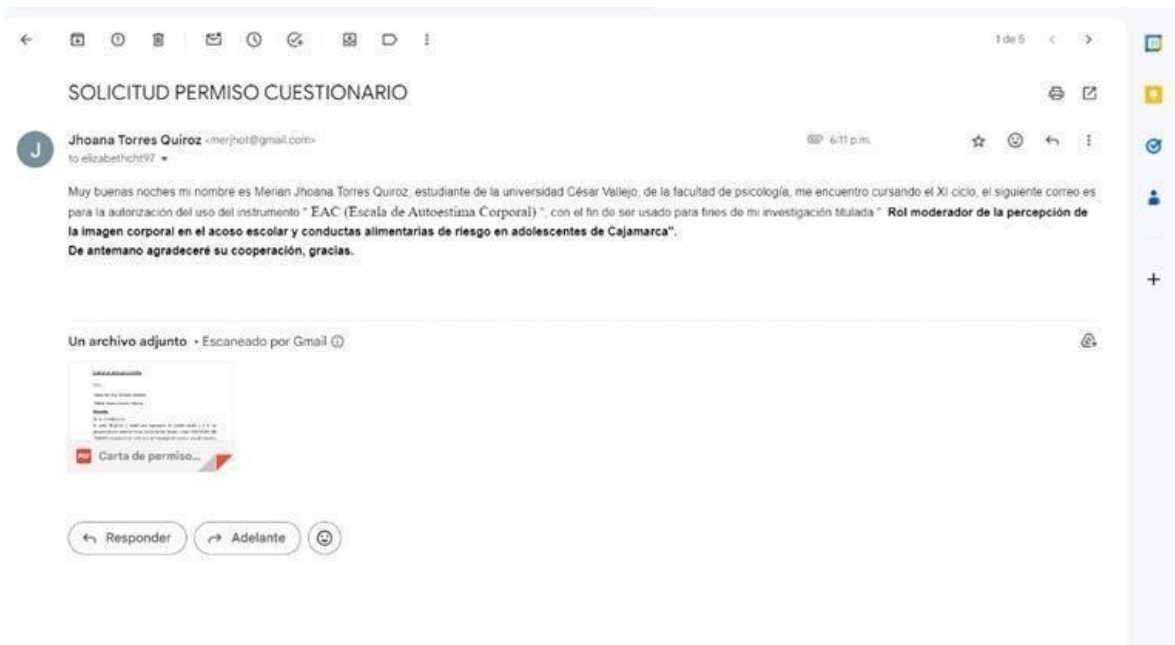 1 de 5
SOLICITUD PERMISO CUESTIONARIO
Jhoana Torres Quiroz <merjhot@gmail.com>
6:11 p.m.
to elizabethcht97
Muy buenas noches mi nombre es Merian Jhoana Torres Quiroz, estudiante de la universidad César Vallejo, de la facultad de psicología, me encuentro cursando el XI ciclo, el siguiente correo es
para la autorización del uso del instrumento " EAC (Escala de Autoestima Corporal) ", con el fin de ser usado para fines de mi investigación titulada " Rol moderador de la percepción de
la imagen corporal en el acoso escolar y conductas alimentarias de riesgo en adolescentes de Cajamarca".
De antemano agradeceré su cooperación, gracias.
Un archivo adjunto • Escaneado por Gmail
PDF Carta de permiso...
Responder
Adelante